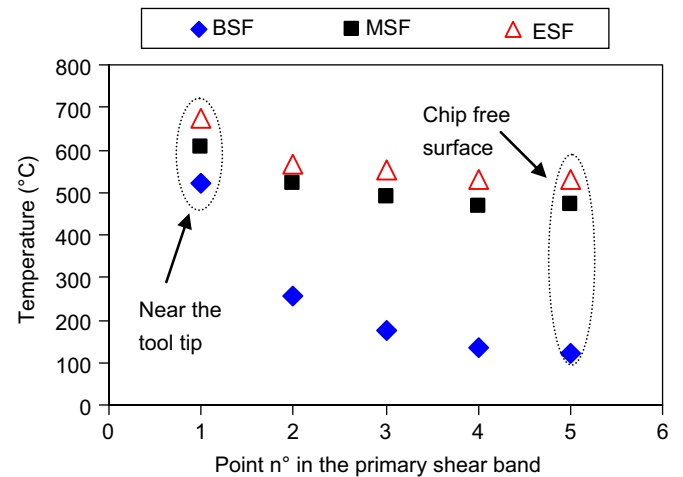 BSF MSF ESF
800
700
600
500
400
300
200
100
0
Temperature (°C)
Chip free
surface
Near the
tool tip
0 1 2 3 4 5 6
Point n° in the primary shear band